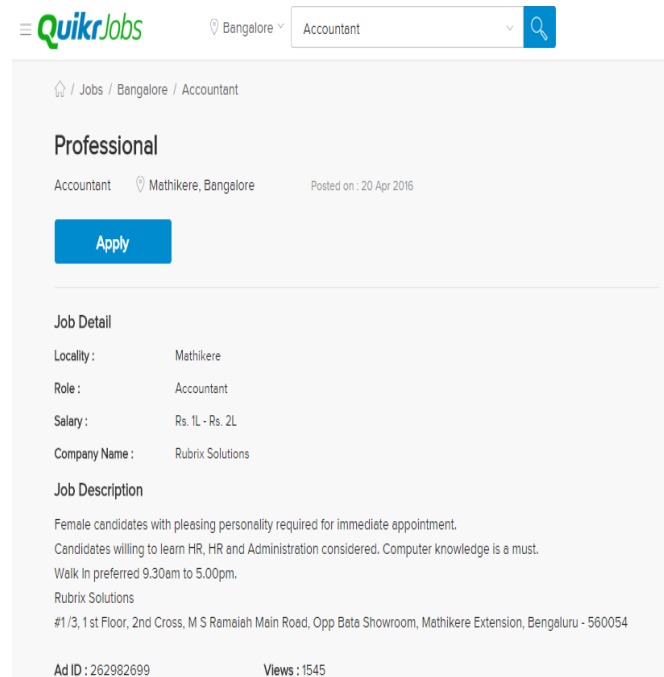 QuikrJobs Bangalore Accountant
/ Jobs / Bangalore / Accountant
Professional
Accountant Mathikere, Bangalore Posted on : 20 Apr 2016
Apply
Job Detail
Locality : Mathikere
Role : Accountant
Salary : Rs. 1L - Rs. 2L
Company Name : Rubrix Solutions
Job Description
Female candidates with pleasing personality required for immediate appointment.
Candidates willing to learn HR, HR and Administration considered. Computer knowledge is a must.
Walk In preferred 9.30am to 5.00pm.
Rubrix Solutions
#1 /3, 1 st Floor, 2nd Cross, M S Ramaiah Main Road, Opp Bata Showroom, Mathikere Extension, Bengaluru - 560054
Ad ID : 262982699 Views : 1545